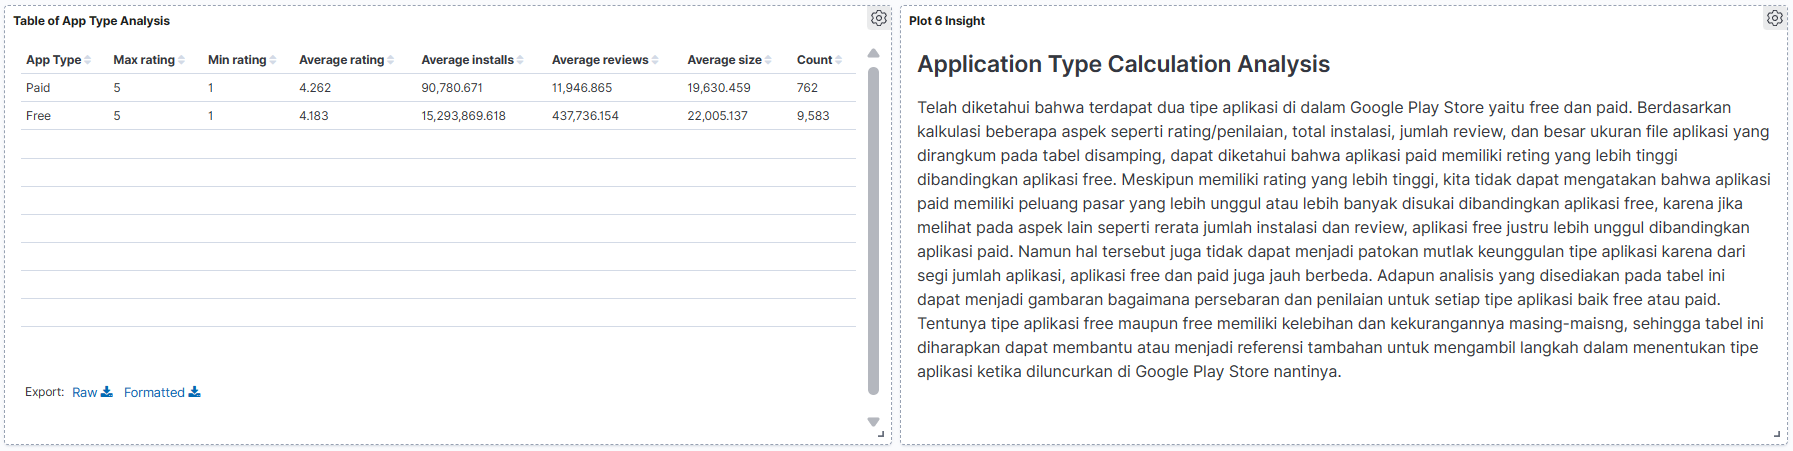 Table of App Type Analysis
App Type Max rating Min rating Average rating Average installs Average reviews Average size Count
Paid 5 1 4.262 90,780.671 11,946.865 19,630.459 762
Free 5 1 4.183 15,293,869.618 437,736.154 22,005.137 9,583
Export: Raw Formatted
Plot 6 Insight
Application Type Calculation Analysis
Telah diketahui bahwa terdapat dua tipe aplikasi di dalam Google Play Store yaitu free dan paid. Berdasarkan
kalkulasi beberapa aspek seperti rating/penilaian, total instalasi, jumlah review, dan besar ukuran file aplikasi yang
dirangkum pada tabel disamping, dapat diketahui bahwa aplikasi paid memiliki reting yang lebih tinggi
dibandingkan aplikasi free. Meskipun memiliki rating yang lebih tinggi, kita tidak dapat mengatakan bahwa aplikasi
paid memiliki peluang pasar yang lebih unggul atau lebih banyak disukai dibandingkan aplikasi free, karena jika
melihat pada aspek lain seperti rerata jumlah instalasi dan review, aplikasi free justru lebih unggul dibandingkan
aplikasi paid. Namun hal tersebut juga tidak dapat menjadi patokan mutlak keunggulan tipe aplikasi karena dari
segi jumlah aplikasi, aplikasi free dan paid juga jauh berbeda. Adapun analisis yang disediakan pada tabel ini
dapat menjadi gambaran bagaimana persebaran dan penilaian untuk setiap tipe aplikasi baik free atau paid.
Tentunya tipe aplikasi free maupun free memiliki kelebihan dan kekurangannya masing-maisng, sehingga tabel ini
diharapkan dapat membantu atau menjadi referensi tambahan untuk mengambil langkah dalam menentukan tipe
aplikasi ketika diluncurkan di Google Play Store nantinya.